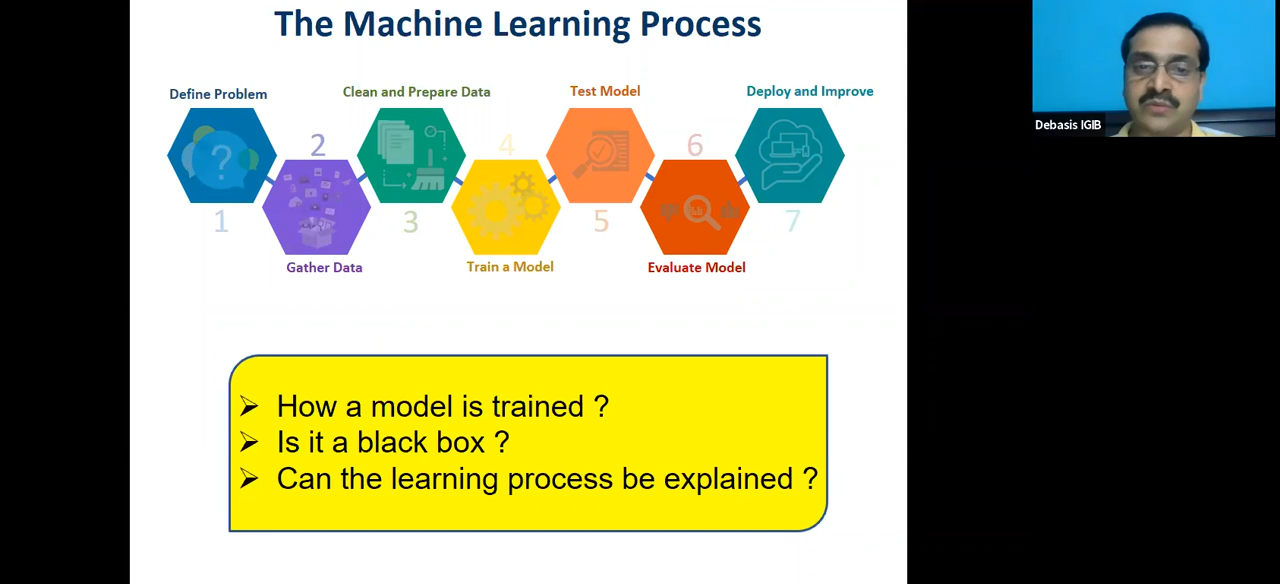 The Machine Learning Process
Define Problem
Clean and Prepare Data
Test Model
Deploy and Improve
2
4
6
?
1
3
5
7
Gather Data
Train a Model
Evaluate Model
➢ How a model is trained ?
➢ Is it a black box ?
➢ Can the learning process be explained ?
Debasis IGIB